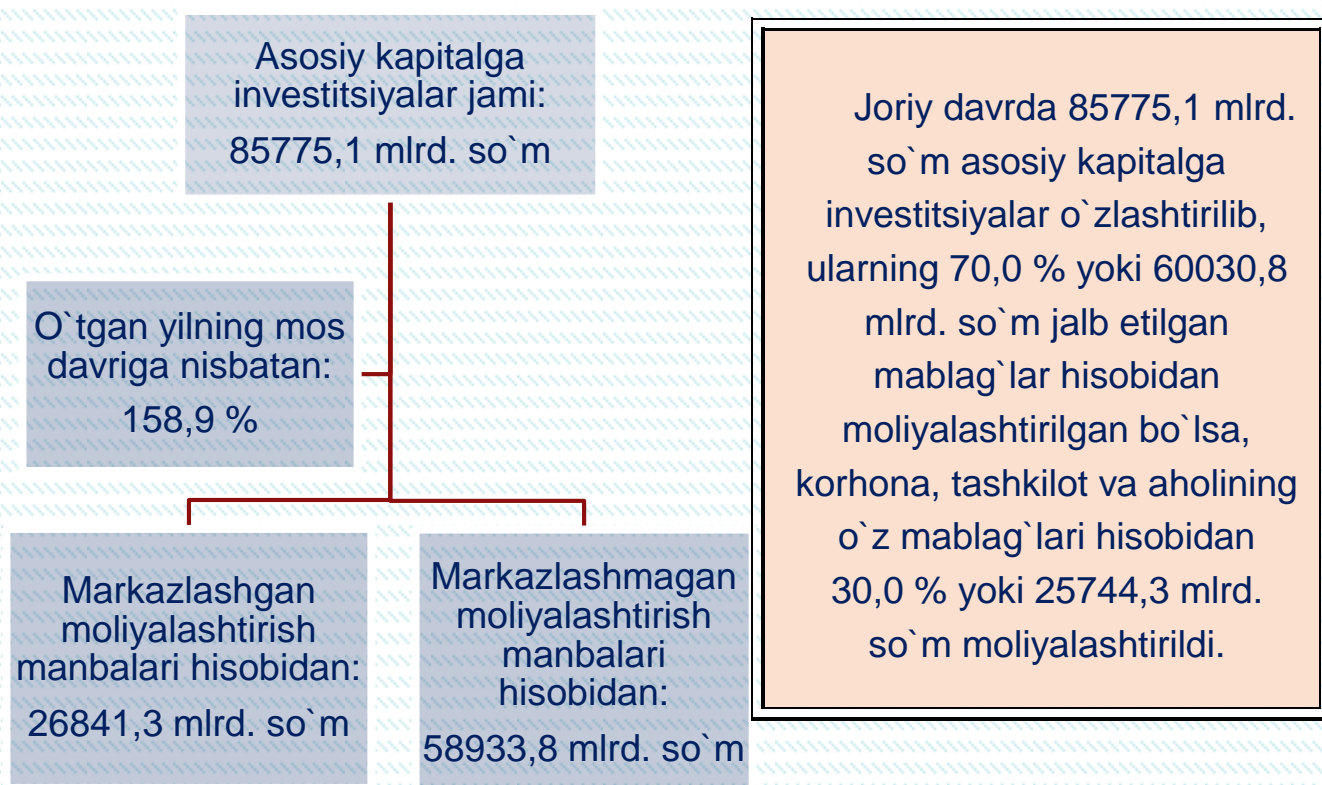 Asosiy kapitalga
investitsiyalar jami:
85775,1 mlrd. so`m
O`tgan yilning mos
davriga nisbatan:
158,9 %
Markazlashgan
moliyalashtirish
manbalari hisobidan:
26841,3 mlrd. so`m
Markazlashmagan
moliyalashtirish
manbalari
hisobidan:
58933,8 mlrd. so`m
Joriy davrda 85775,1 mlrd.
so`m asosiy kapitalga
investitsiyalar o`zlashtirilib,
ularning 70,0 % yoki 60030,8
mlrd. so`m jalb etilgan
mablag`lar hisobidan
moliyalashtirilgan bo`lsa,
korhona, tashkilot va aholining
o`z mablag`lari hisobidan
30,0 % yoki 25744,3 mlrd.
so`m moliyalashtirildi.